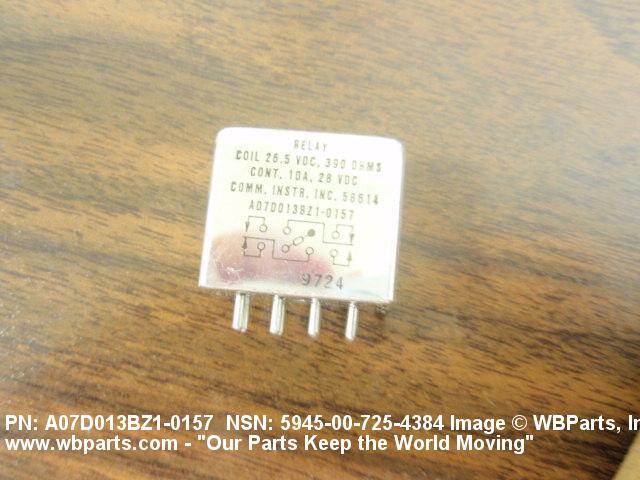 RELAY
COIL 26.5 VDC, 390 OHMS
CONT. 10A, 28 VDC
COMM. INSTR. INC. 58614
A07D013BZ1-0157
9724
PN: A07D013BZ1-0157 NSN: 5945-00-725-4384 Image © WBParts, In
www.wbparts.com - "Our Parts Keep the World Moving"